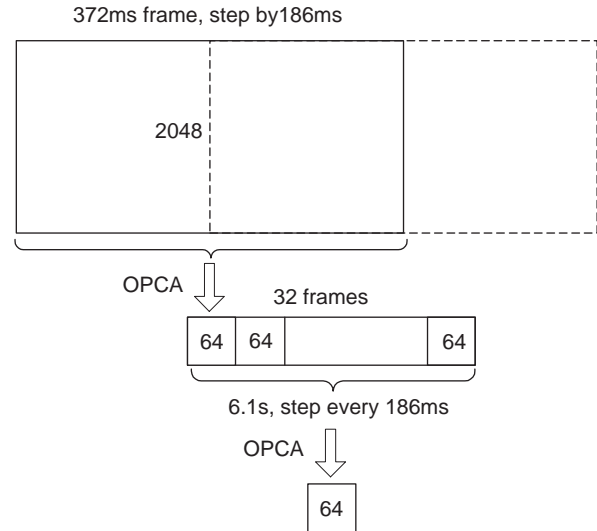 372ms frame, step by186ms
2048
OPCA
32 frames
64 64 64
6.1s, step every 186ms
OPCA
64